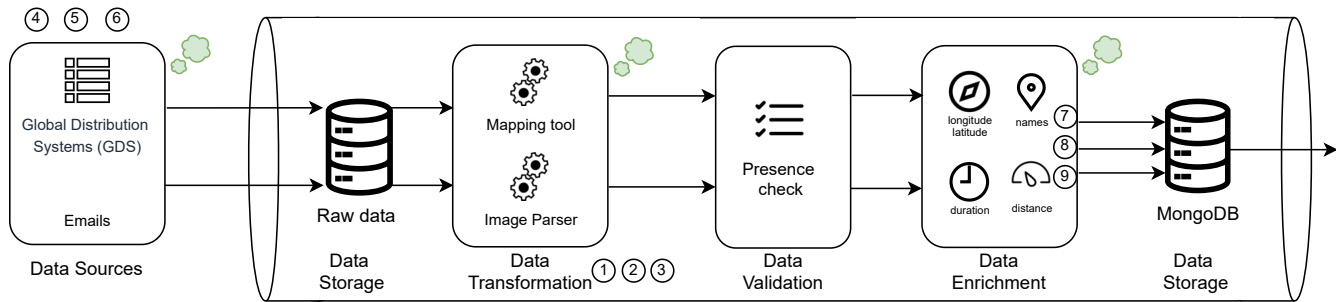 4 5 6
Global Distribution
Systems (GDS)
Emails
Data Sources
Raw data
Data
Storage
Mapping tool
Image Parser
Data
Transformation
1 2 3
Presence
check
Data
Validation
longitude
latitude
names
7
8
9
duration
distance
Data
Enrichment
MongoDB
Data
Storage